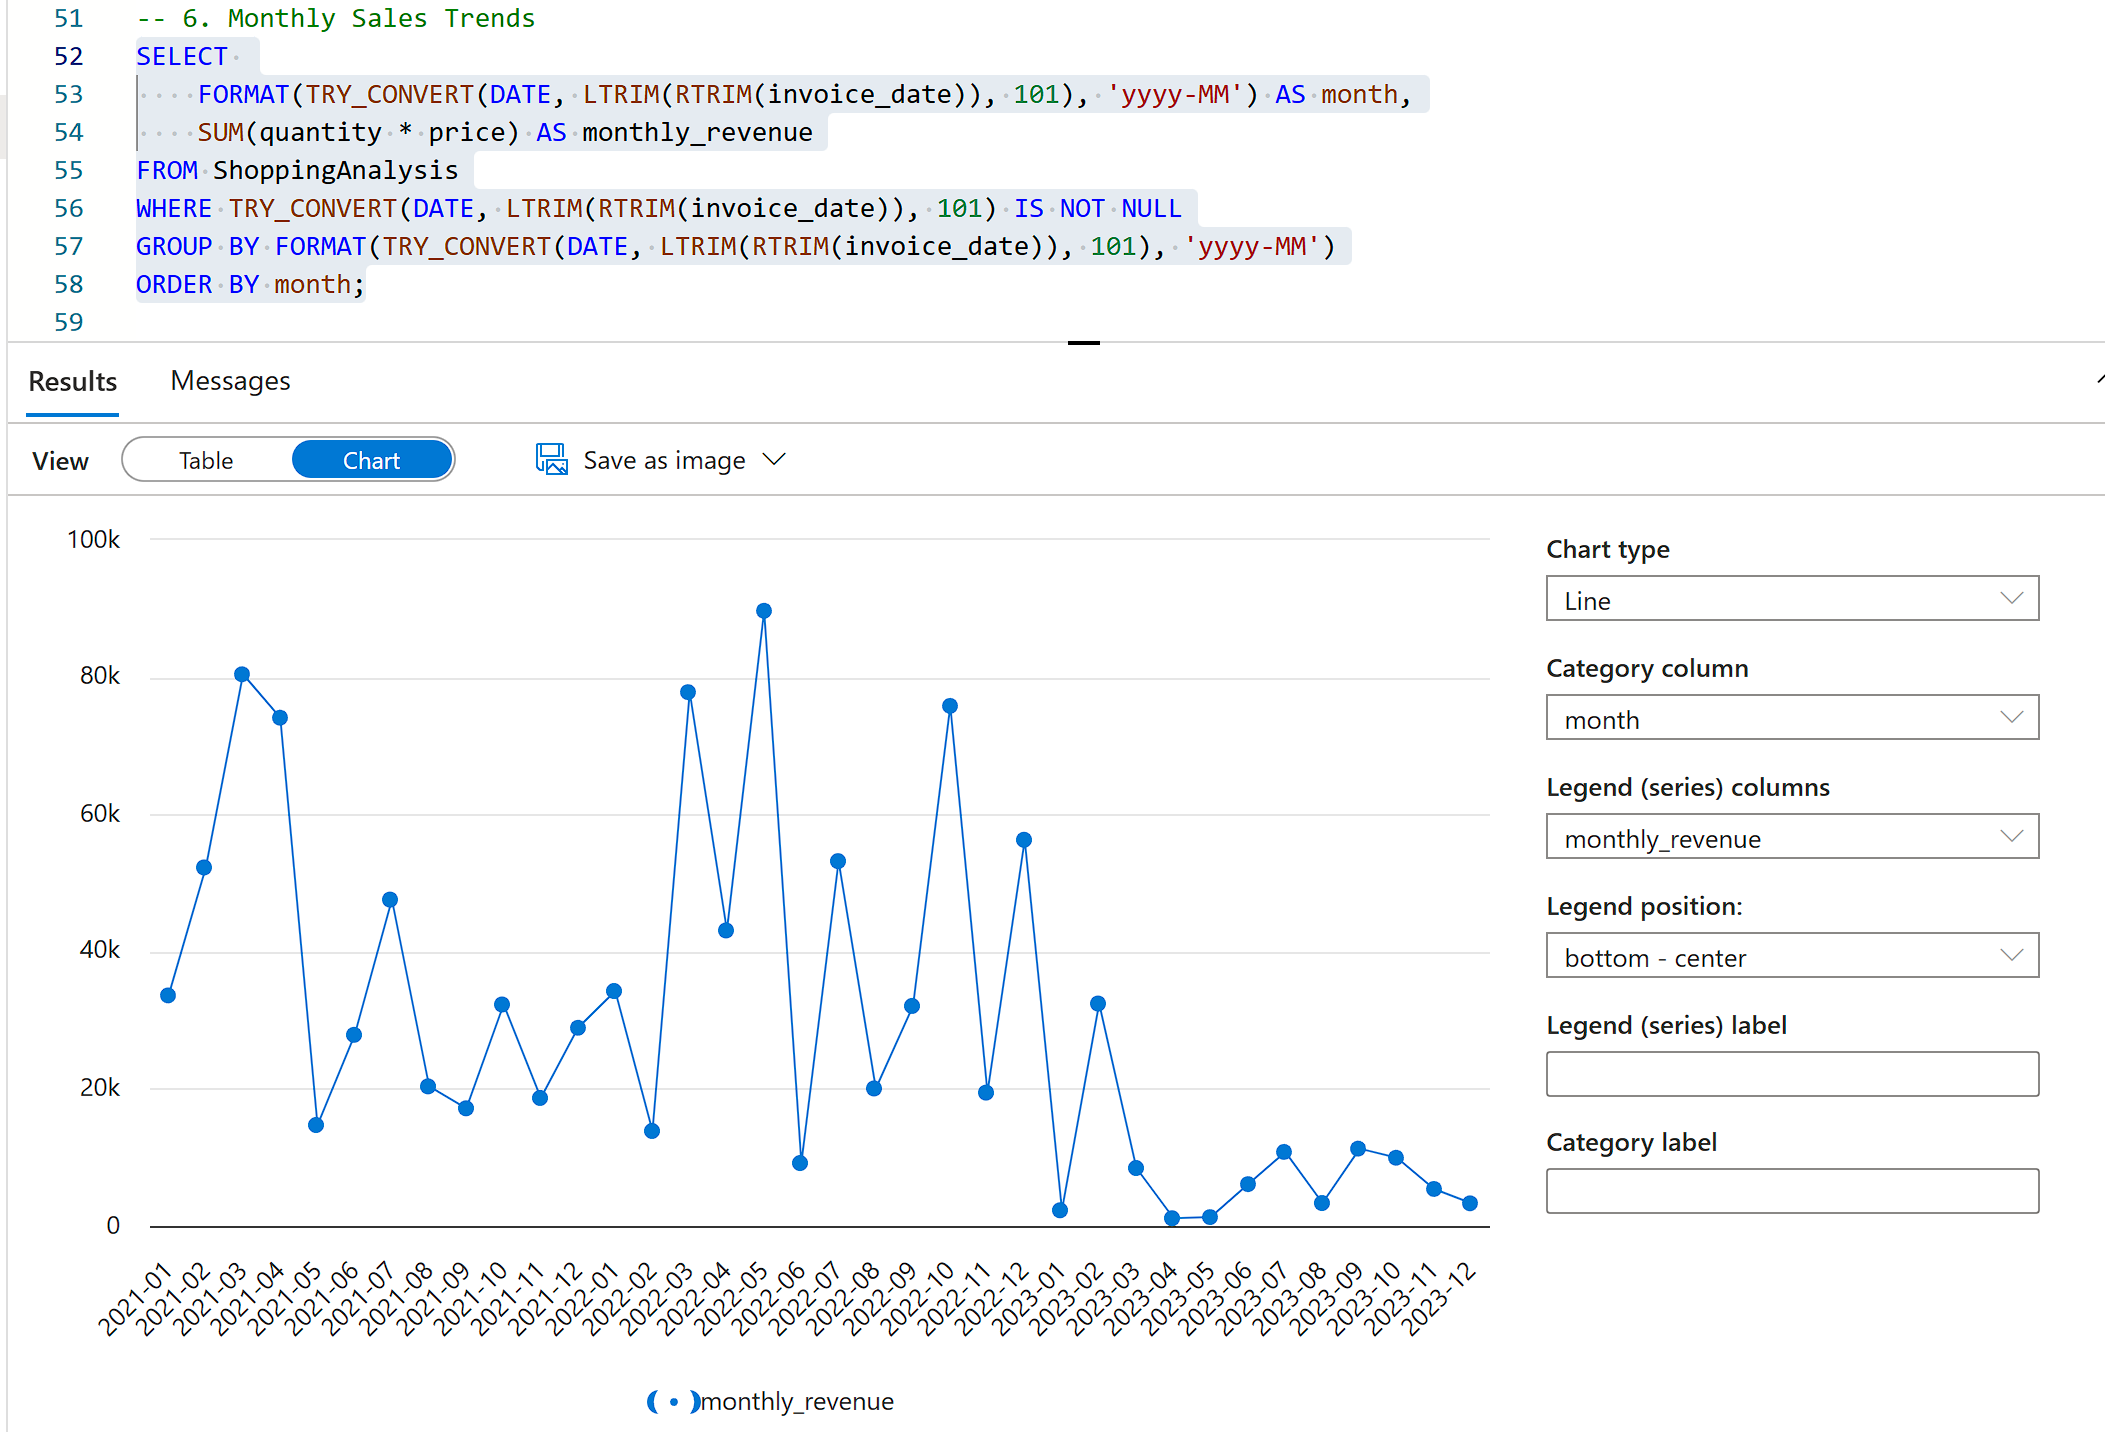 51 -- 6. Monthly Sales Trends
52 SELECT
53 FORMAT(TRY_CONVERT(DATE, LTRIM(RTRIM(invoice_date)), 101), 'yyyy-MM') AS month,
54 SUM(quantity * price) AS monthly_revenue
55 FROM ShoppingAnalysis
56 WHERE TRY_CONVERT(DATE, LTRIM(RTRIM(invoice_date)), 101) IS NOT NULL
57 GROUP BY FORMAT(TRY_CONVERT(DATE, LTRIM(RTRIM(invoice_date)), 101), 'yyyy-MM')
58 ORDER BY month;
59
Results Messages
View Table Chart Save as image
100k
80k
60k
40k
20k
0
2021-01 2021-02 2021-03 2021-04 2021-05 2021-06 2021-07 2021-08 2021-09 2021-10 2021-11 2021-12 2022-01 2022-02 2022-03 2022-04 2022-05 2022-06 2022-07 2022-08 2022-09 2022-10 2022-11 2022-12 2023-01 2023-02 2023-03 2023-04 2023-05 2023-06 2023-07 2023-08 2023-09 2023-10 2023-11 2023-12
monthly_revenue
Chart type
Line
Category column
month
Legend (series) columns
monthly_revenue
Legend position:
bottom - center
Legend (series) label
Category label